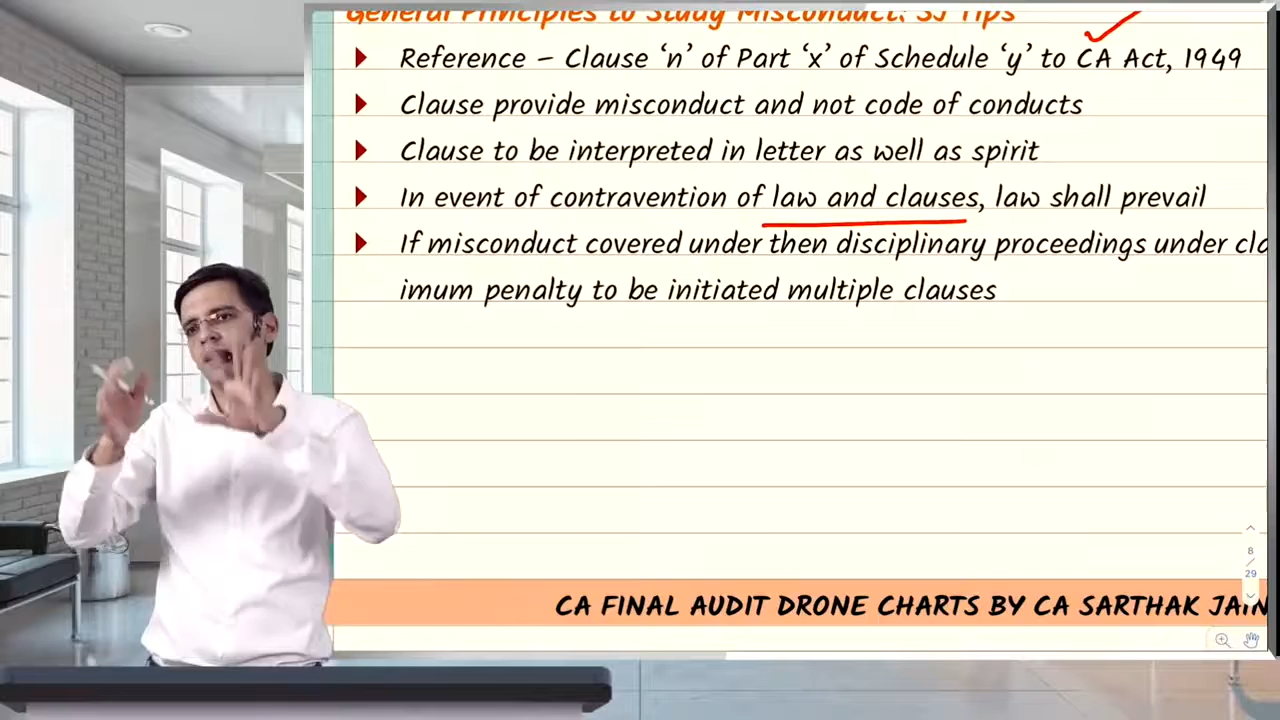 General Principles to Study Misconduct: SJ Tips
Reference – Clause ‘n’ of Part ‘x’ of Schedule ‘y’ to CA Act, 1949
Clause provide misconduct and not code of conducts
Clause to be interpreted in letter as well as spirit
In event of contravention of law and clauses, law shall prevail
If misconduct covered under then disciplinary proceedings under
imum penalty to be initiated multiple clauses
8
/
29
CA FINAL AUDIT DRONE CHARTS BY CA SARTHAK JAIN